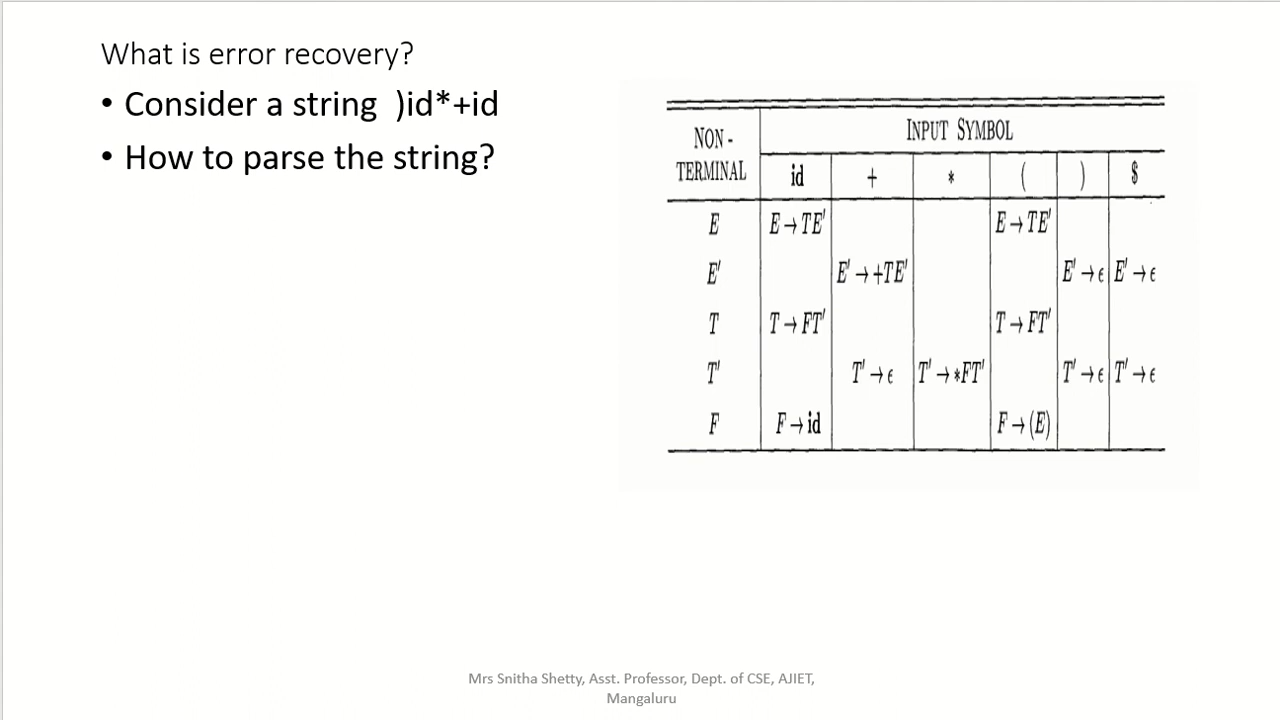 What is error recovery?
• Consider a string )id*+id
• How to parse the string?
NON - TERMINAL INPUT SYMBOL
id + * ( ) $
E E → TE' E → TE'
E' E' → +TE' E' → ϵ E' → ϵ
T T → FT' T → FT'
T' T' → ϵ T' → *FT' T' → ϵ T' → ϵ
F F → id F → (E)
Mrs Snitha Shetty, Asst. Professor, Dept. of CSE, AJIET,
Mangaluru